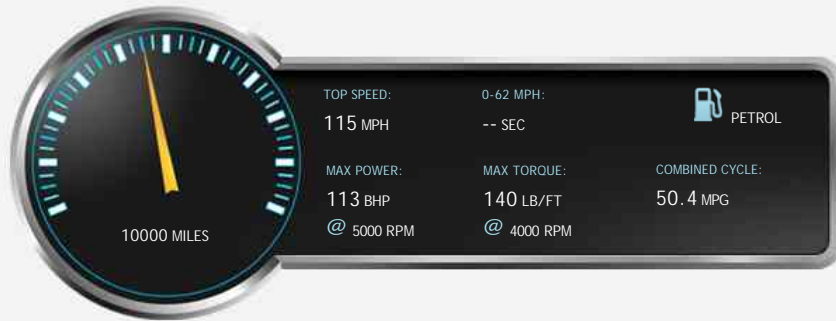 TOP SPEED:
0-62 MPH:
115 MPH
-- SEC
PETROL
MAX POWER:
MAX TORQUE:
COMBINED CYCLE:
113 BHP
140 LB/FT
50.4 MPG
@ 5000 RPM
@ 4000 RPM
10000 MILES